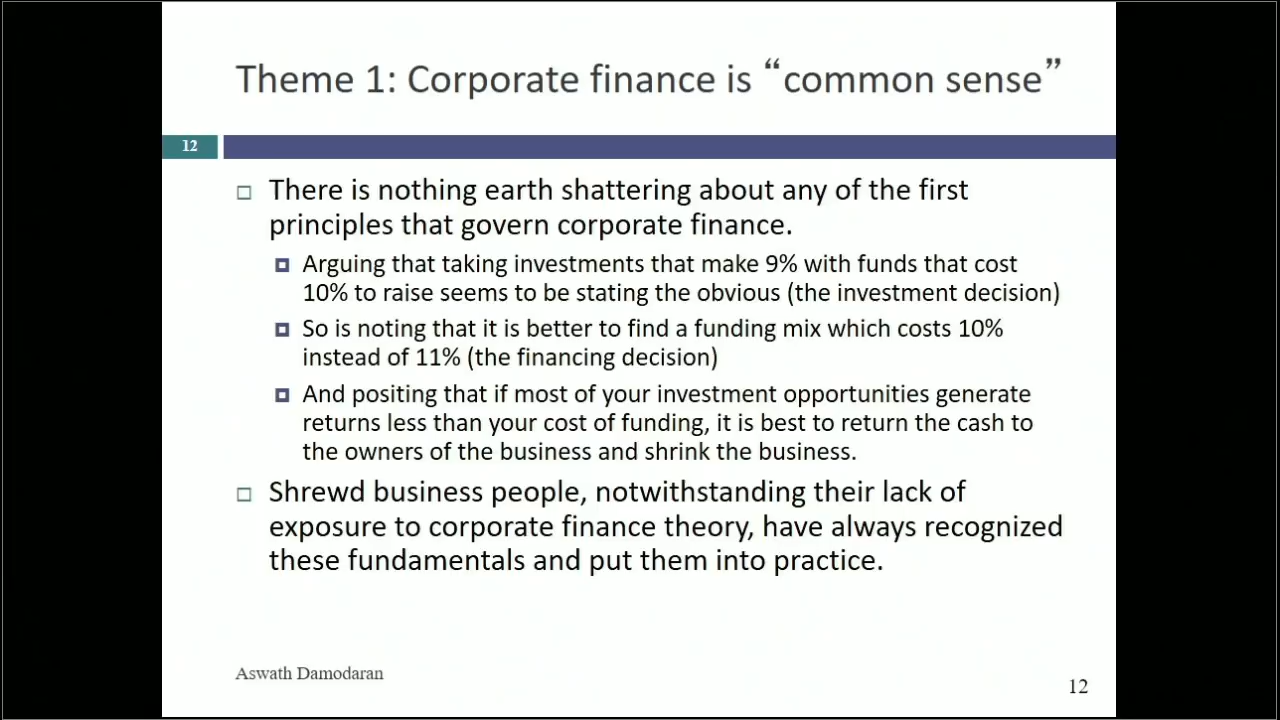 Theme 1: Corporate finance is “common sense”
12
There is nothing earth shattering about any of the first
principles that govern corporate finance.
Arguing that taking investments that make 9% with funds that cost
10% to raise seems to be stating the obvious (the investment decision)
So is noting that it is better to find a funding mix which costs 10%
instead of 11% (the financing decision)
And positing that if most of your investment opportunities generate
returns less than your cost of funding, it is best to return the cash to
the owners of the business and shrink the business.
Shrewd business people, notwithstanding their lack of
exposure to corporate finance theory, have always recognized
these fundamentals and put them into practice.
Aswath Damodaran
12